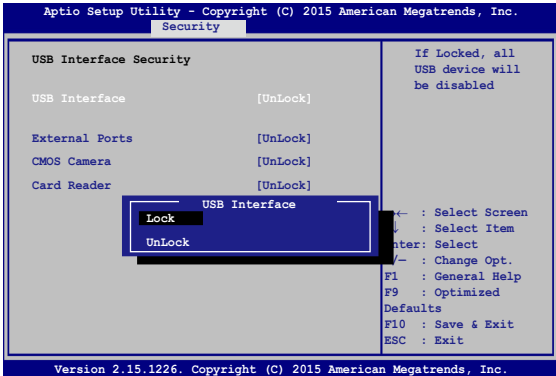 Aptio Setup Utility - Copyright (C) 2015 American Megatrends, Inc.
Security
USB Interface Security
USB Interface [UnLock]
External Ports [UnLock]
CMOS Camera [UnLock]
Card Reader [UnLock]
USB Interface
Lock
UnLock
If Locked, all
USB device will
be disabled
← : Select Screen
↓ : Select Item
: Select
/— : Change Opt.
F1 : General Help
F9 : Optimized
Defaults
F10 : Save & Exit
ESC : Exit
Version 2.15.1226. Copyright (C) 2015 American Megatrends, Inc.